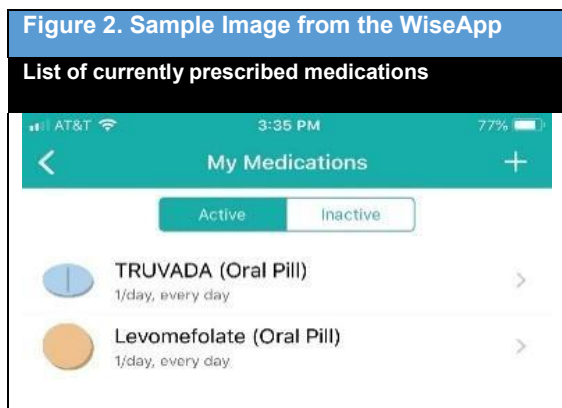 Figure 2. Sample Image from the WiseApp
List of currently prescribed medications
AT&T 3:35 PM 77%
My Medications
Active Inactive
TRUVADA (Oral Pill)
1/day, every day
Levomefolate (Oral Pill)
1/day, every day